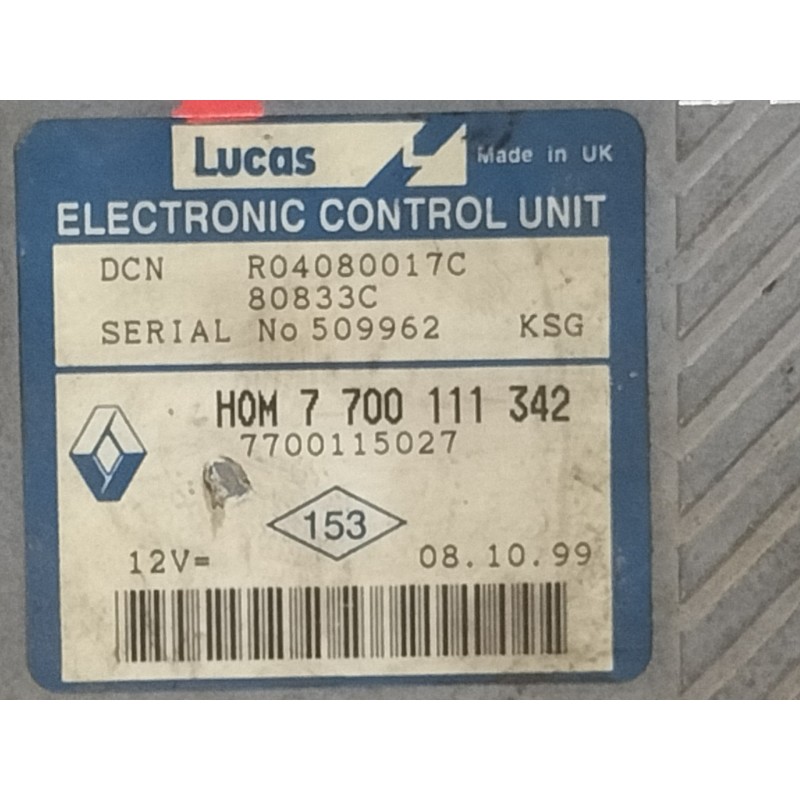 Lucas Made in UK
ELECTRONIC CONTROL UNIT
DCN R04080017C
80833C
SERIAL No 509962 KSG
HOM 7 700 111 342
7700115027
153
12V= 08.10.99